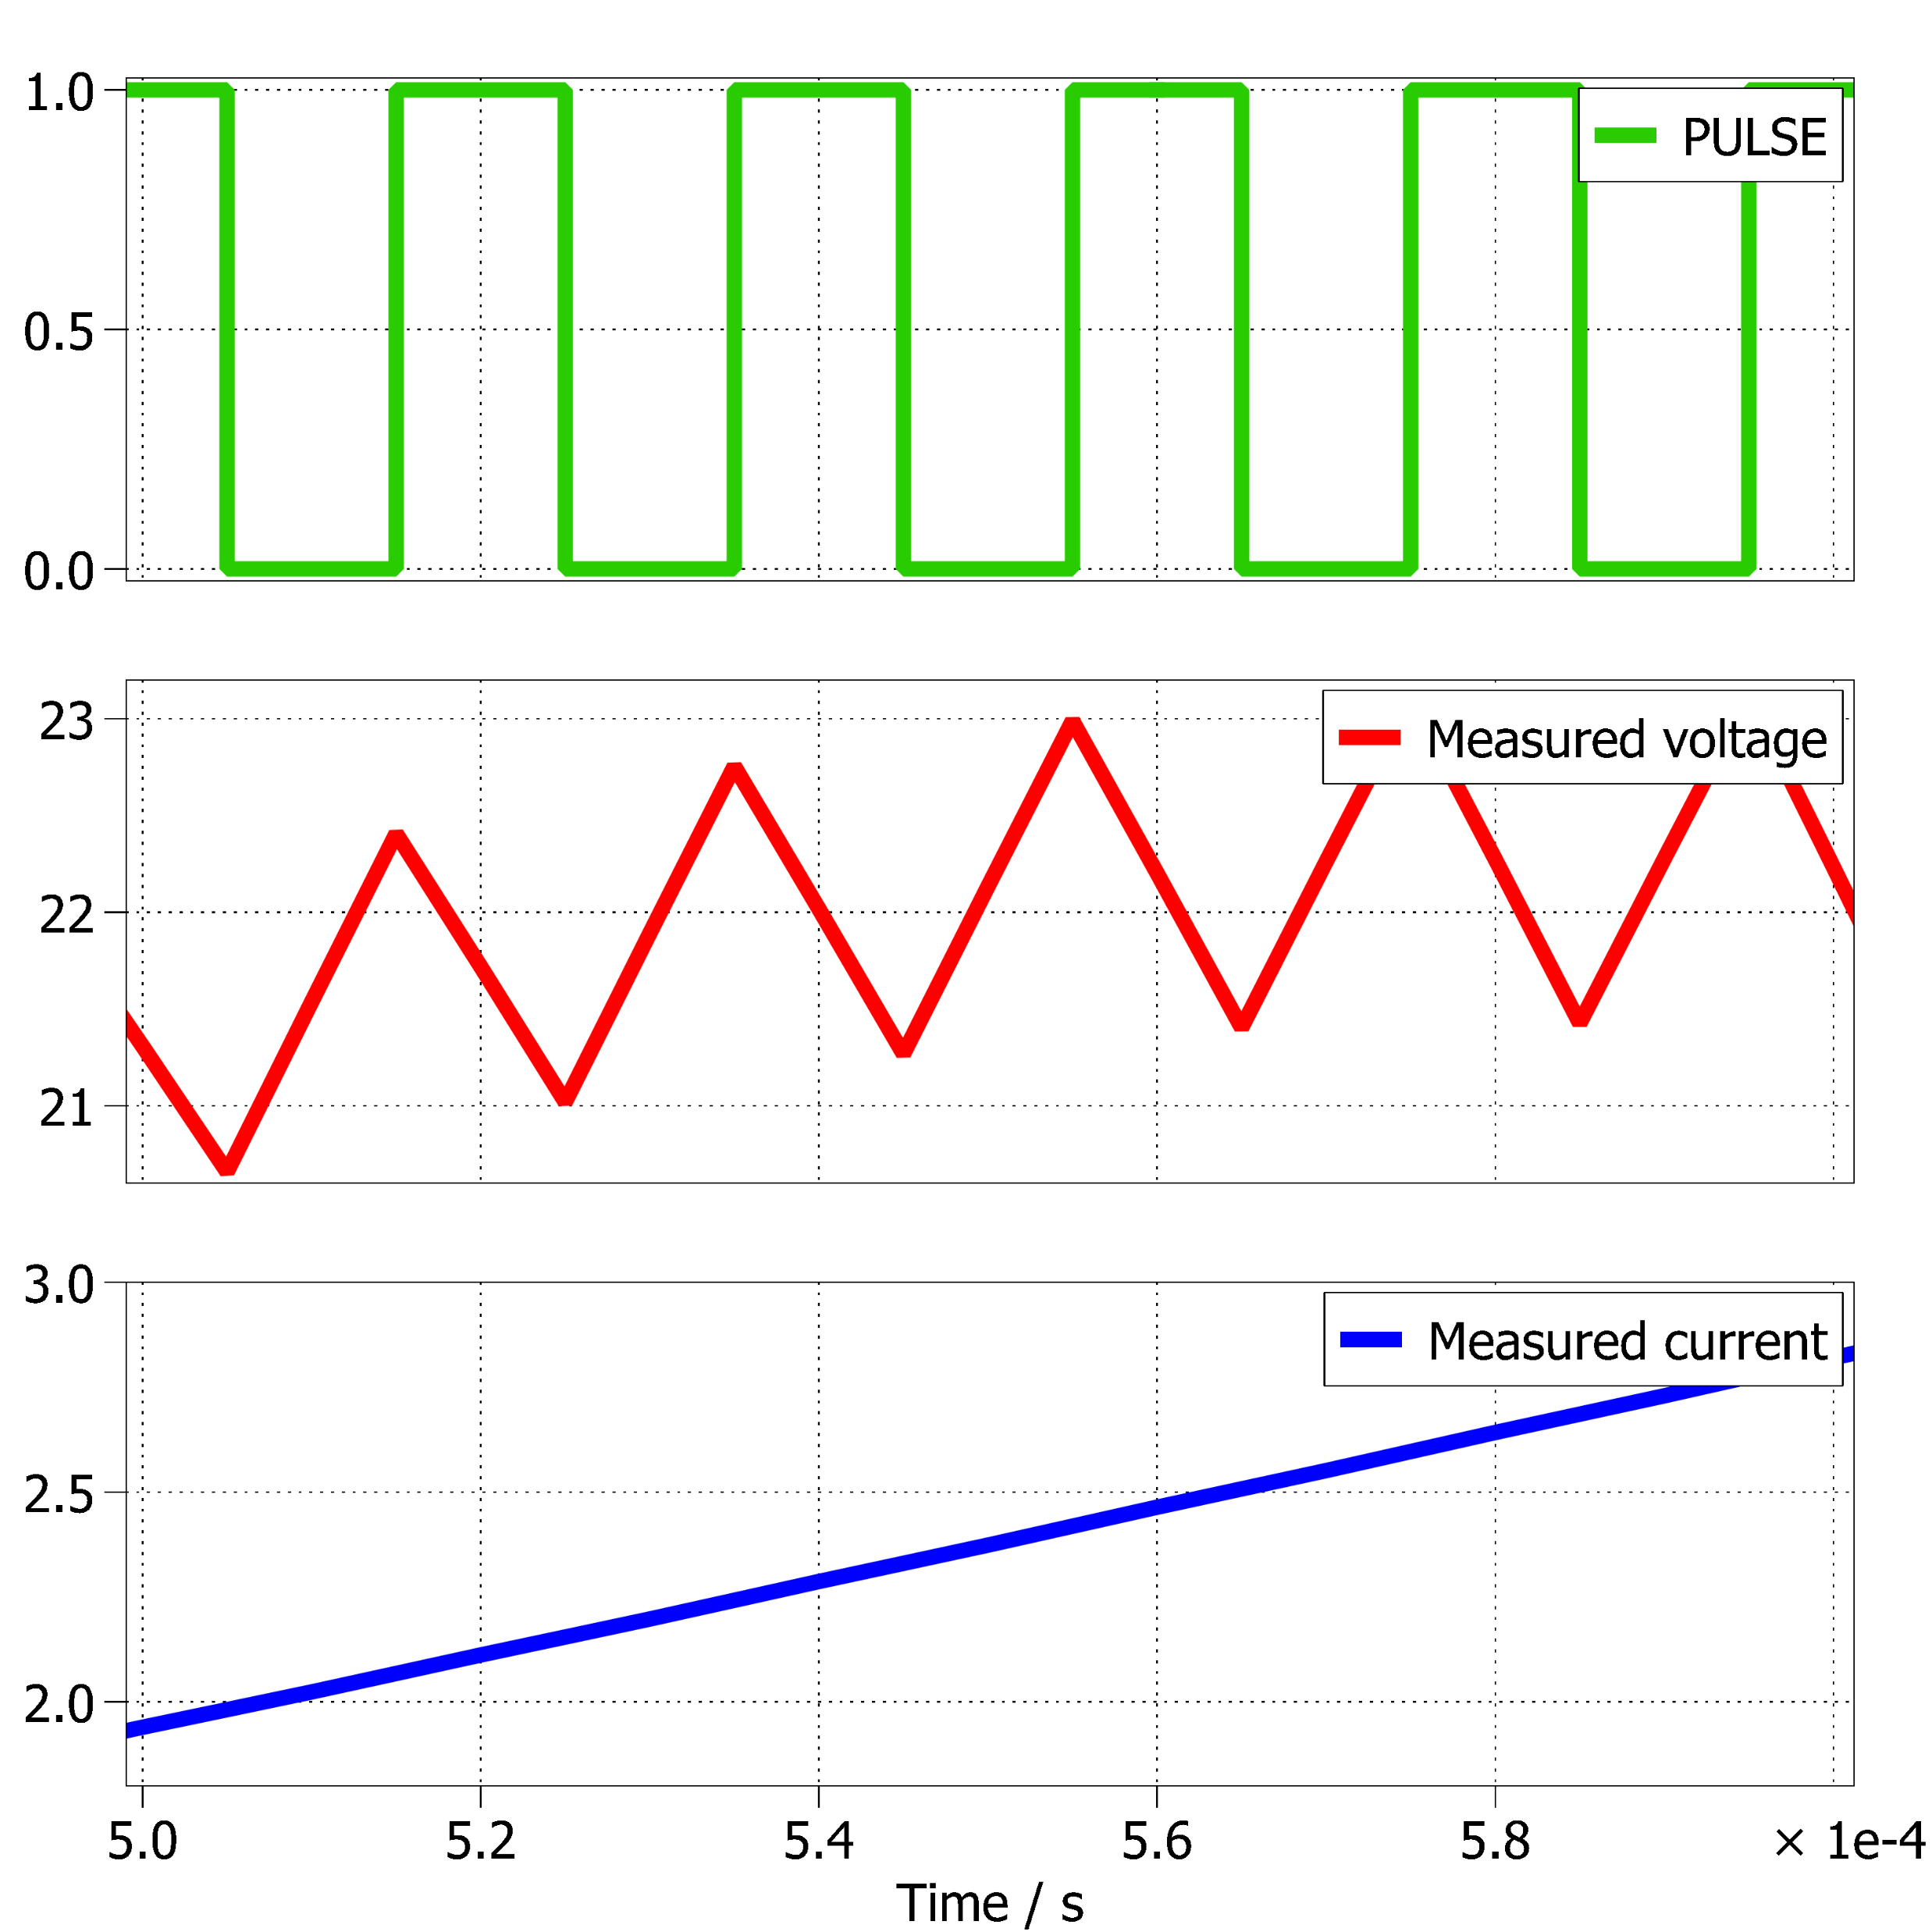 1.0
PULSE
0.5
0.0
23
Measured voltage
22
21
3.0
Measured current
2.5
2.0
5.0 5.2 5.4 5.6 5.8 × 1e-4
Time / s